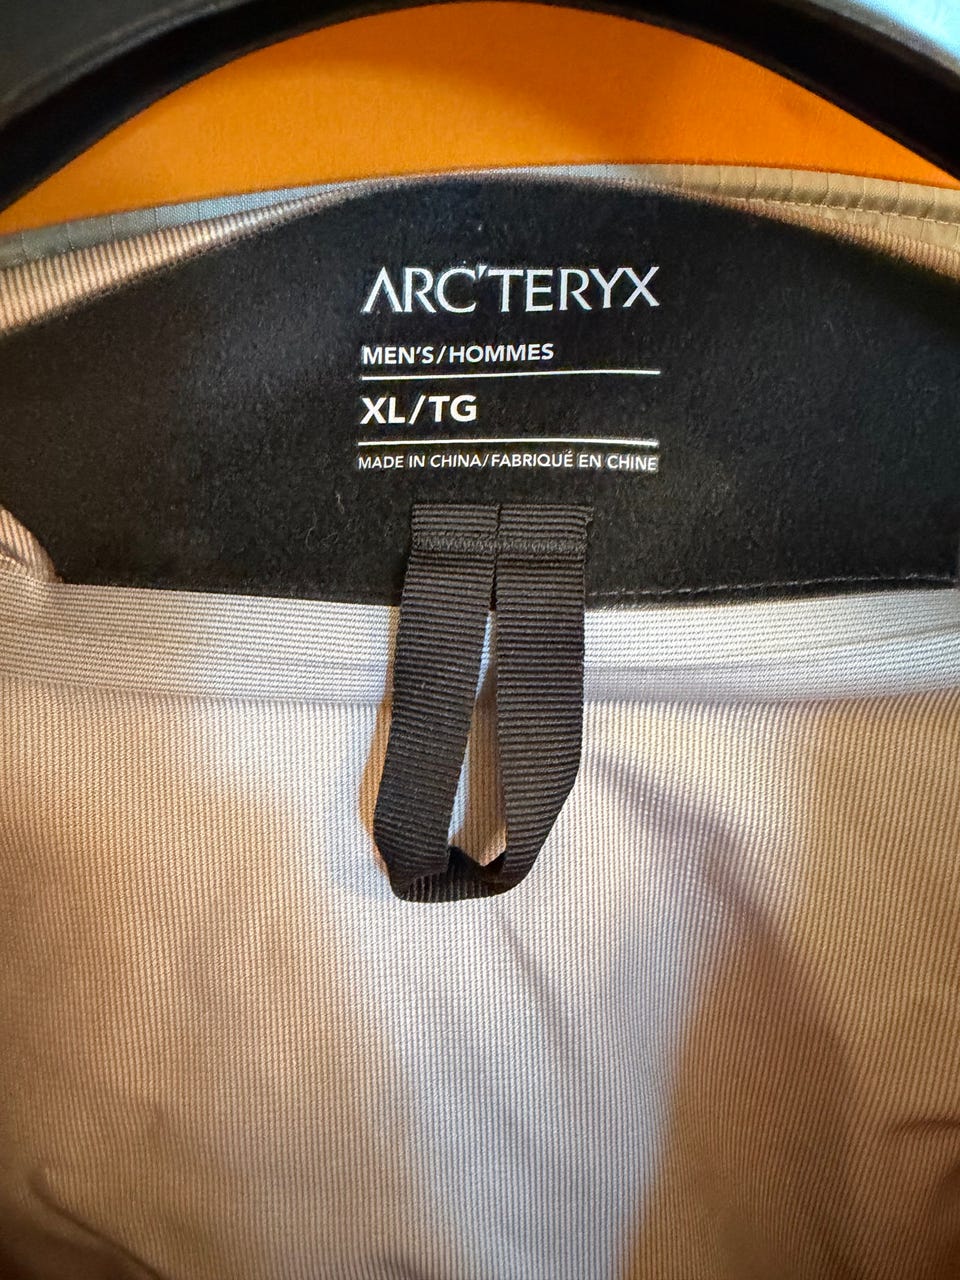 ARC'TERYX
MEN'S/HOMMES
XL/TG
MADE IN CHINA/FABRIQUÉ EN CHINE